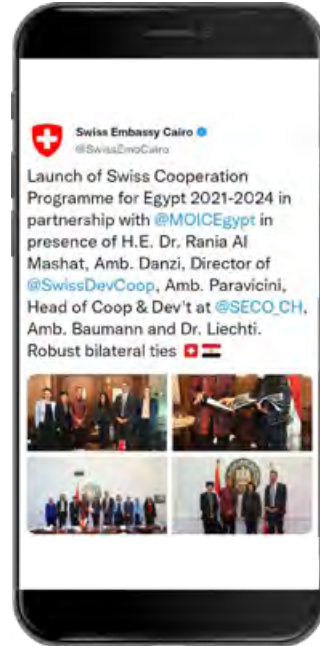 Swiss Embassy Cairo
@SwissEmbCairo
Launch of Swiss Cooperation
Programme for Egypt 2021-2024 in
partnership with @MOICEgypt in
presence of H.E. Dr. Rania Al
Mashat, Amb. Danzi, Director of
@SwissDevCoop, Amb. Paravicini,
Head of Coop & Dev't at @SECO_CH,
Amb. Baumann and Dr. Liechti.
Robust bilateral ties 🇨🇭🇪🇬